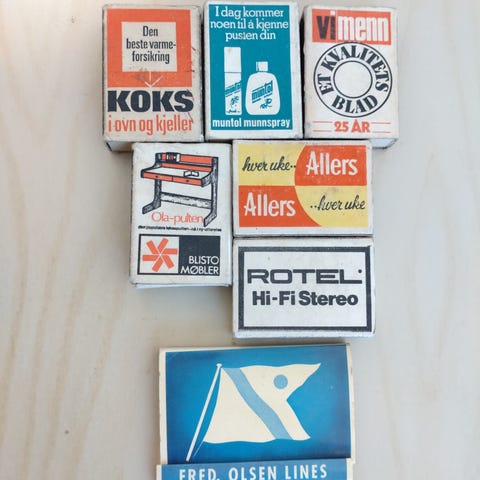 Den
beste varme-
forsikring
KOKS
i ovn og kjeller
I dag kommer
noen til å kjenne
pusten din
muntol
muntol
muntol munnspray
Vi menn
ET KVALITETS
BLAD
25 ÅR
Ola-pulten
BLISTO
MØBLER
hver uke..
Allers
Allers
..hver uke
ROTEL
Hi-Fi Stereo
FRED. OLSEN LINES